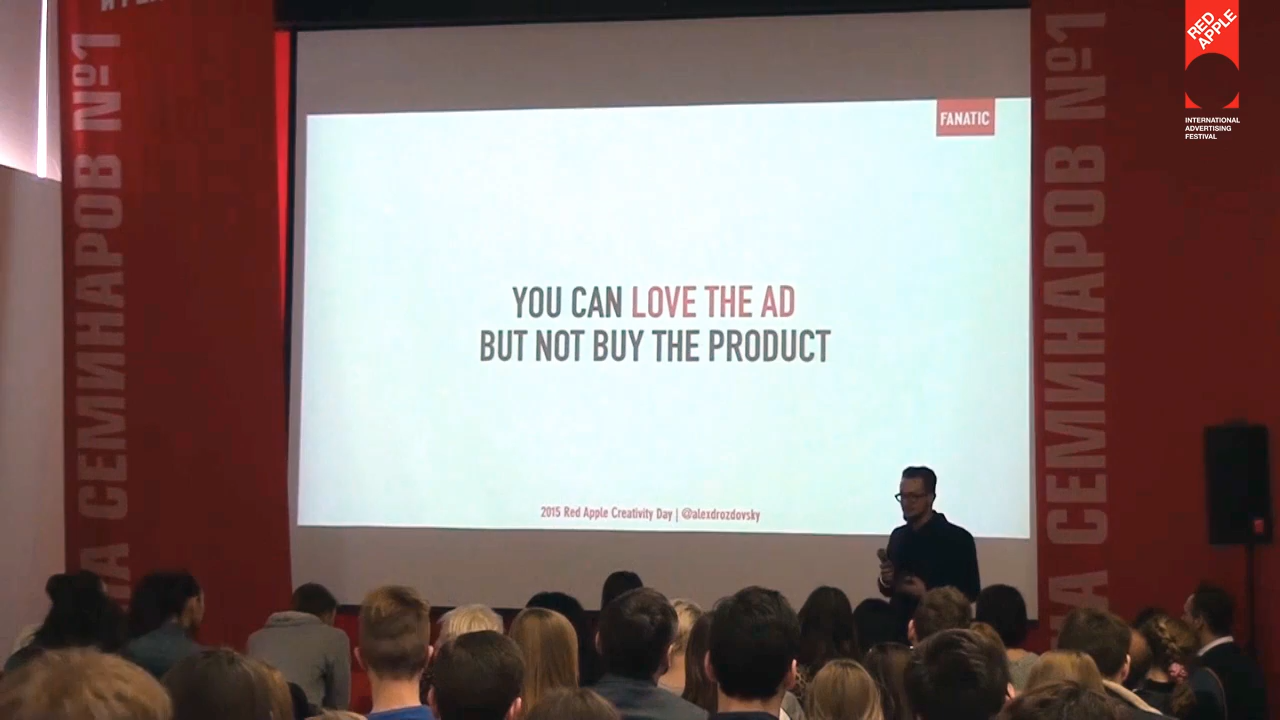 СЕМИНАРОВ №1
FANATIC
YOU CAN LOVE THE AD
BUT NOT BUY THE PRODUCT
2015 Red Apple Creativity Day | @alexdrozdovsky
НА СЕМИНАРОВ №1
RED
APPLE
INTERNATIONAL
ADVERTISING
FESTIVAL